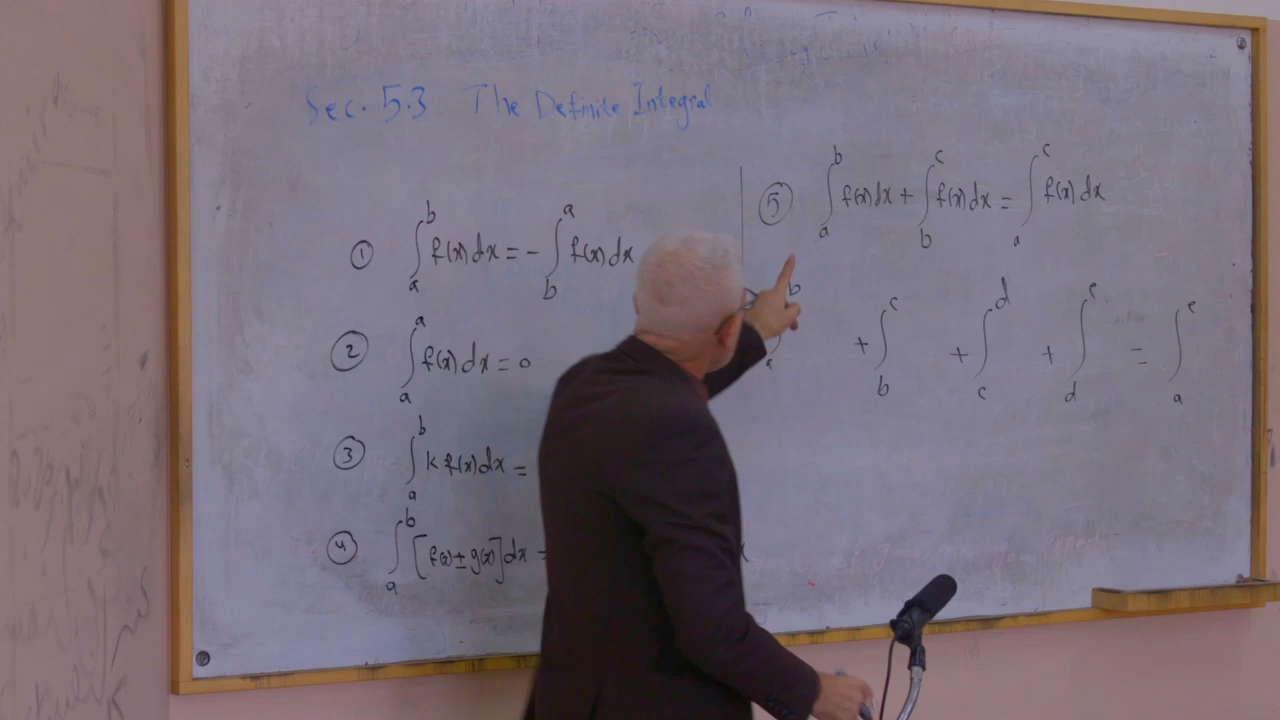 Sec. 5.3 The Definite Integral
① ∫_a^b f(x) dx = - ∫_b^a f(x) dx
② ∫_a^a f(x) dx = 0
③ ∫_a^b k f(x) dx =
④ ∫_a^b [f(x) ± g(x)] dx =
⑤ ∫_a^b f(x) dx + ∫_b^c f(x) dx = ∫_a^c f(x) dx
∫_a^b + ∫_b^c + ∫_c^d + ∫_d^e = ∫_a^e